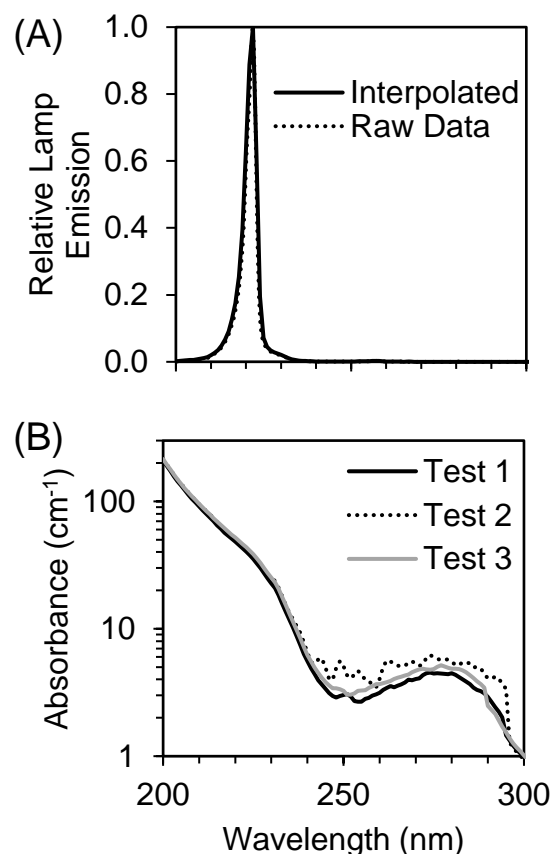 (A)
Relative Lamp
Emission
1.0
0.8
0.6
0.4
0.2
0.0
Interpolated
Raw Data
(B)
Absorbance (cm⁻¹)
100
10
1
Test 1
Test 2
Test 3
200
250
300
Wavelength (nm)